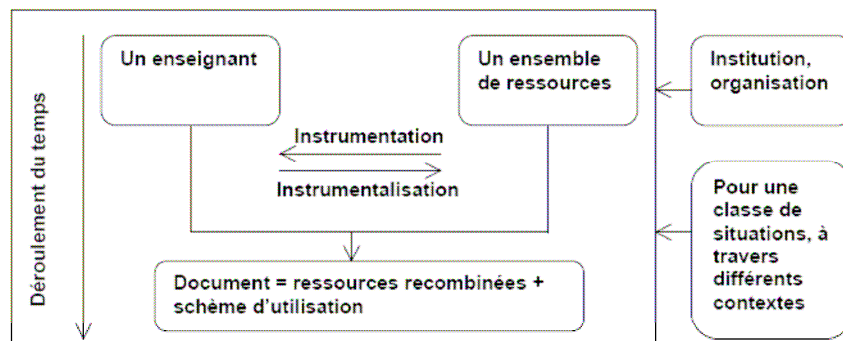 Déroulement du temps
Un enseignant
Un ensemble
de ressources
Institution,
organisation
Instrumentation
Instrumentalisation
Pour une
classe de
situations, à
travers
différents
contextes
Document = ressources recombinées +
schème d'utilisation